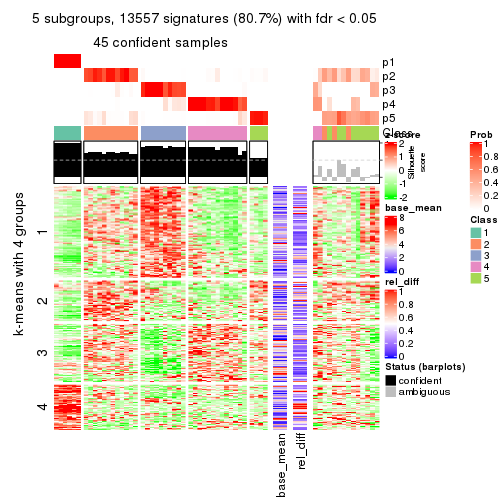 5 subgroups, 13557 signatures (80.7%) with fdr < 0.05
45 confident samples
p1
p2
p3
p4
p5
Class
k-means with 4 groups
1
2
3
4
base_mean
rel_diff
z-score
2
1
0
-1
-2
Silhouette
score
base_mean
8
6
4
2
0
rel_diff
1
0.8
0.6
0.4
0.2
0
Status (barplots)
confident
ambiguous
Prob
1
0.8
0.6
0.4
0.2
0
Class
1
2
3
4
5